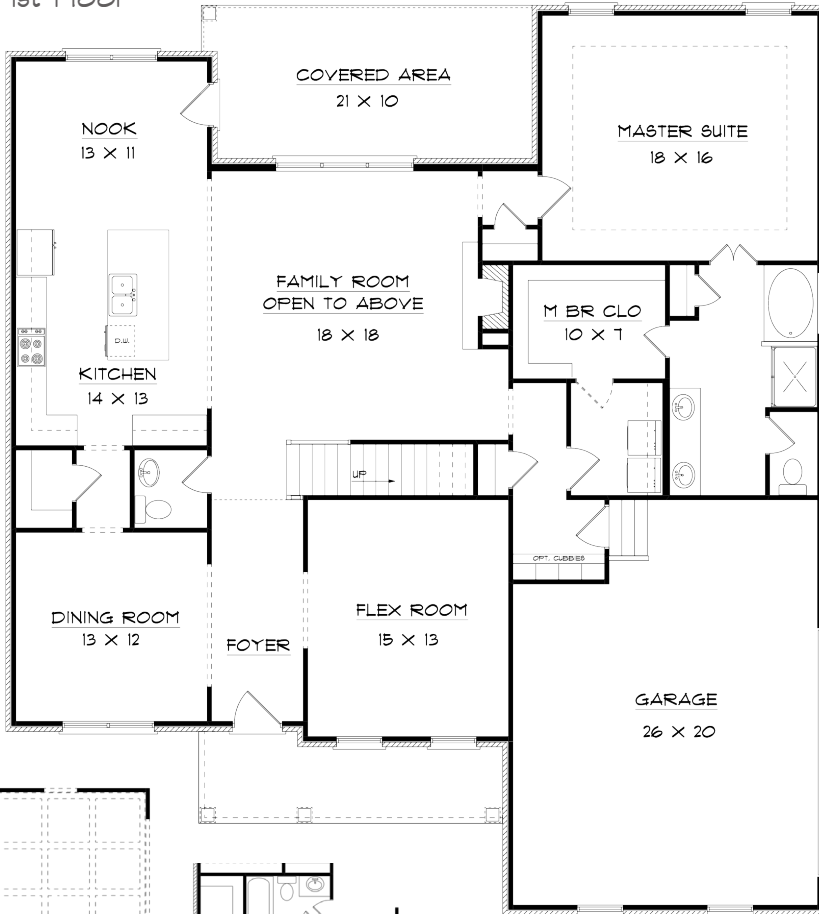 1st Floor
COVERED AREA
21 X 10
NOOK
13 X 11
MASTER SUITE
18 X 16
FAMILY ROOM
OPEN TO ABOVE
18 X 18
M BR CLO
10 X 7
D.W.
KITCHEN
14 X 13
UP
OPT. CUBBIES
DINING ROOM
13 X 12
FOYER
FLEX ROOM
15 X 13
GARAGE
26 X 20